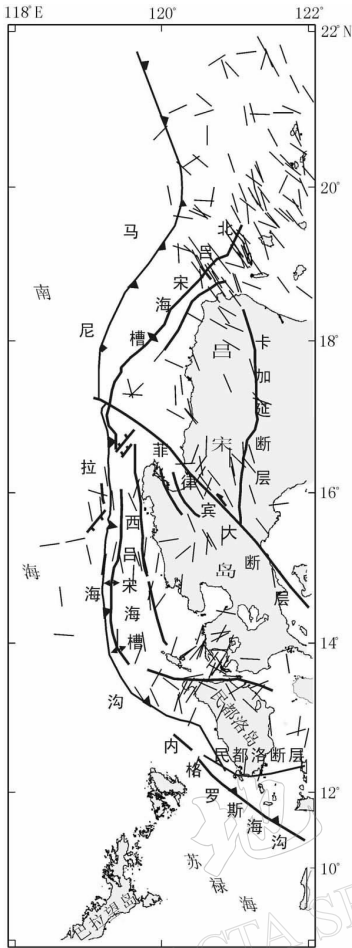 118°E
120°
122°
22°N
20°
18°
16°
14°
12°
10°
南海
马尼拉海沟
北吕宋海槽
西吕宋海槽
吕宋岛
卡加延断层
菲律宾大断层
民都洛岛
民都洛断层
内格罗斯海沟
苏禄海
巴拉望岛